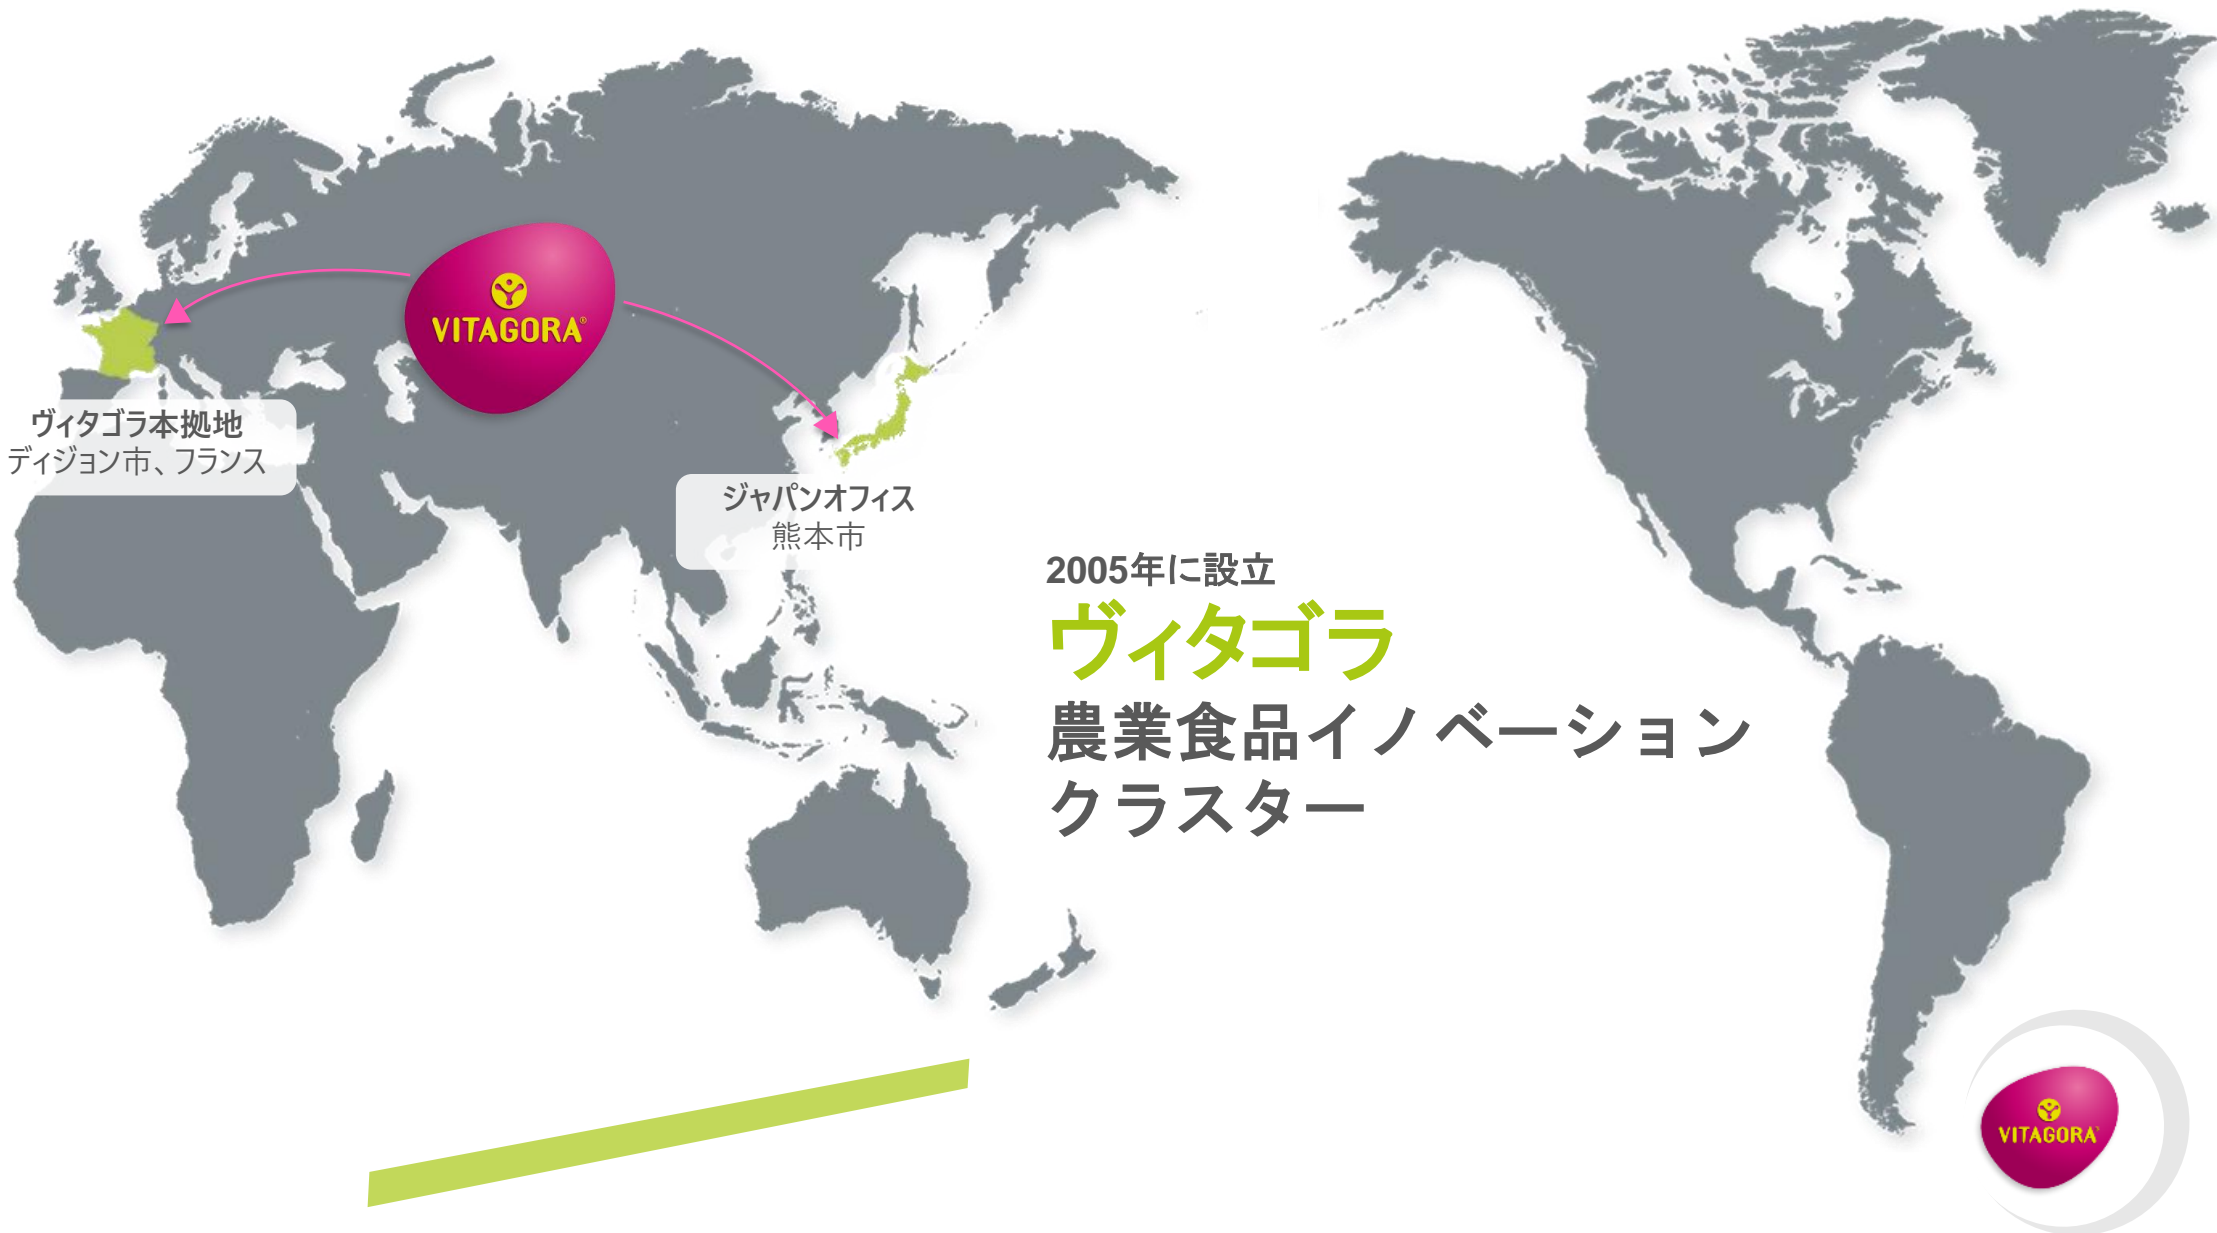 VITAGORA®
ヴィタゴラ本拠地
ディジョン市、フランス
ジャパンオフィス
熊本市
2005年に設立
ヴィタゴラ
農業食品イノベーション
クラスター
VITAGORA